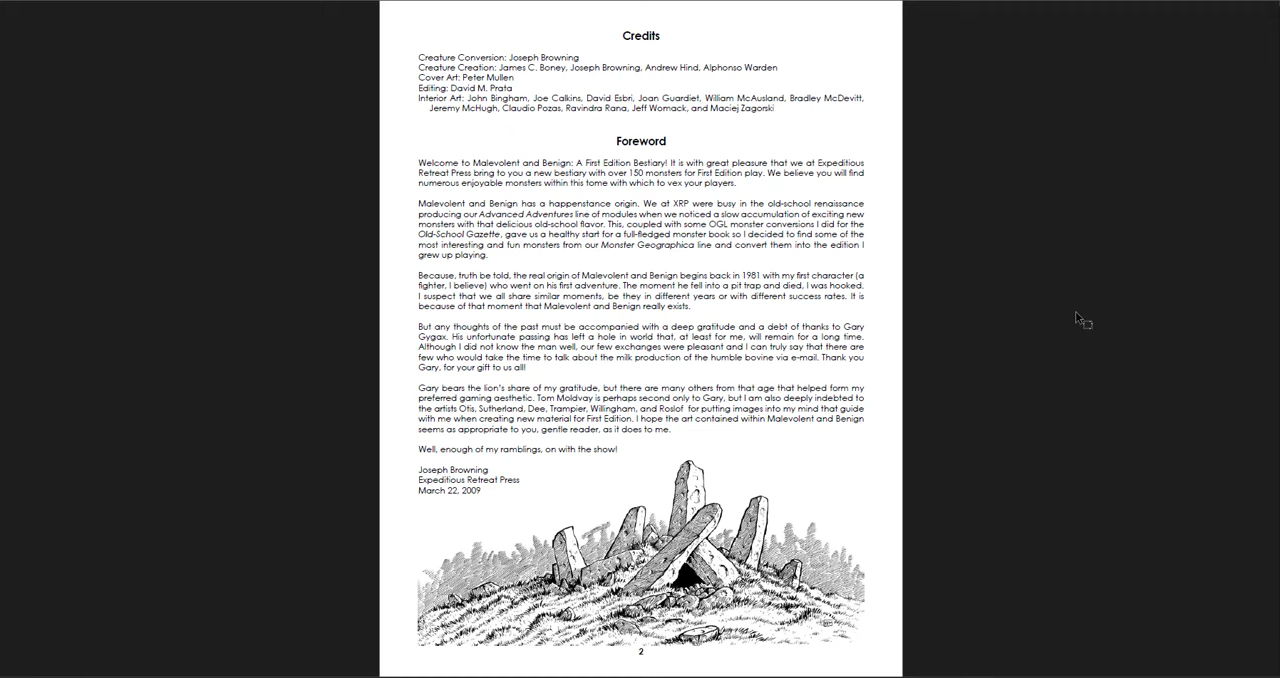 Credits
Creature Conversion: Joseph Browning
Creature Creation: James C. Boney, Joseph Browning, Andrew Hind, Alphonso Warden
Cover Art: Peter Mullen
Editing: David M. Prata
Interior Art: John Bingham, Joe Calkins, David Esbri, Joan Guardiet, William McAusland, Bradley McDevitt,
Jeremy McHugh, Claudio Pozas, Ravindra Rana, Jeff Womack, and Maciej Zagorski
Foreword
Welcome to Malevolent and Benign: A First Edition Bestiary! It is with great pleasure that we at Expeditious
Retreat Press bring to you a new bestiary with over 150 monsters for First Edition play. We believe you will find
numerous enjoyable monsters within this tome with which to vex your players.
Malevolent and Benign has a happenstance origin. We at XRP were busy in the old-school renaissance
producing our Advanced Adventures line of modules when we noticed a slow accumulation of exciting new
monsters with that delicious old-school flavor. This, coupled with some OGL monster conversions I did for the
Old-School Gazette, gave us a healthy start for a full-fledged monster book so I decided to find some of the
most interesting and fun monsters from our Monster Geographica line and convert them into the edition I
grew up playing.
Because, truth be told, the real origin of Malevolent and Benign begins back in 1981 with my first character (a
fighter, I believe) who went on his first adventure. The moment he fell into a pit trap and died, I was hooked.
I suspect that we all share similar moments, be they in different years or with different success rates. It is
because of that moment that Malevolent and Benign really exists.
But any thoughts of the past must be accompanied with a deep gratitude and a debt of thanks to Gary
Gygax. His unfortunate passing has left a hole in world that, at least for me, will remain for a long time.
Although I did not know the man well, our few exchanges were pleasant and I can truly say that there are
few who would take the time to talk about the milk production of the humble bovine via e-mail. Thank you
Gary, for your gift to us all!
Gary bears the lion's share of my gratitude, but there are many others from that age that helped form my
preferred gaming aesthetic. Tom Moldvay is perhaps second only to Gary, but I am also deeply indebted to
the artists Otis, Sutherland, Dee, Trampier, Willingham, and Roslof for putting images into my mind that guide
with me when creating new material for First Edition. I hope the art contained within Malevolent and Benign
seems as appropriate to you, gentle reader, as it does to me.
Well, enough of my ramblings, on with the show!
Joseph Browning
Expeditious Retreat Press
March 22, 2009
2